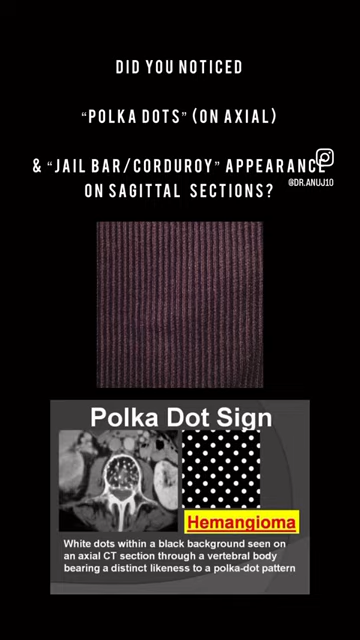 DID YOU NOTICED
“POLKA DOTS” (ON AXIAL)
& “JAIL BAR/CORDUROY” APPEARANCE
ON SAGITTAL SECTIONS?
@DR.ANUJ10
Polka Dot Sign
Hemangioma
White dots within a black background seen on
an axial CT section through a vertebral body
bearing a distinct likeness to a polka-dot pattern